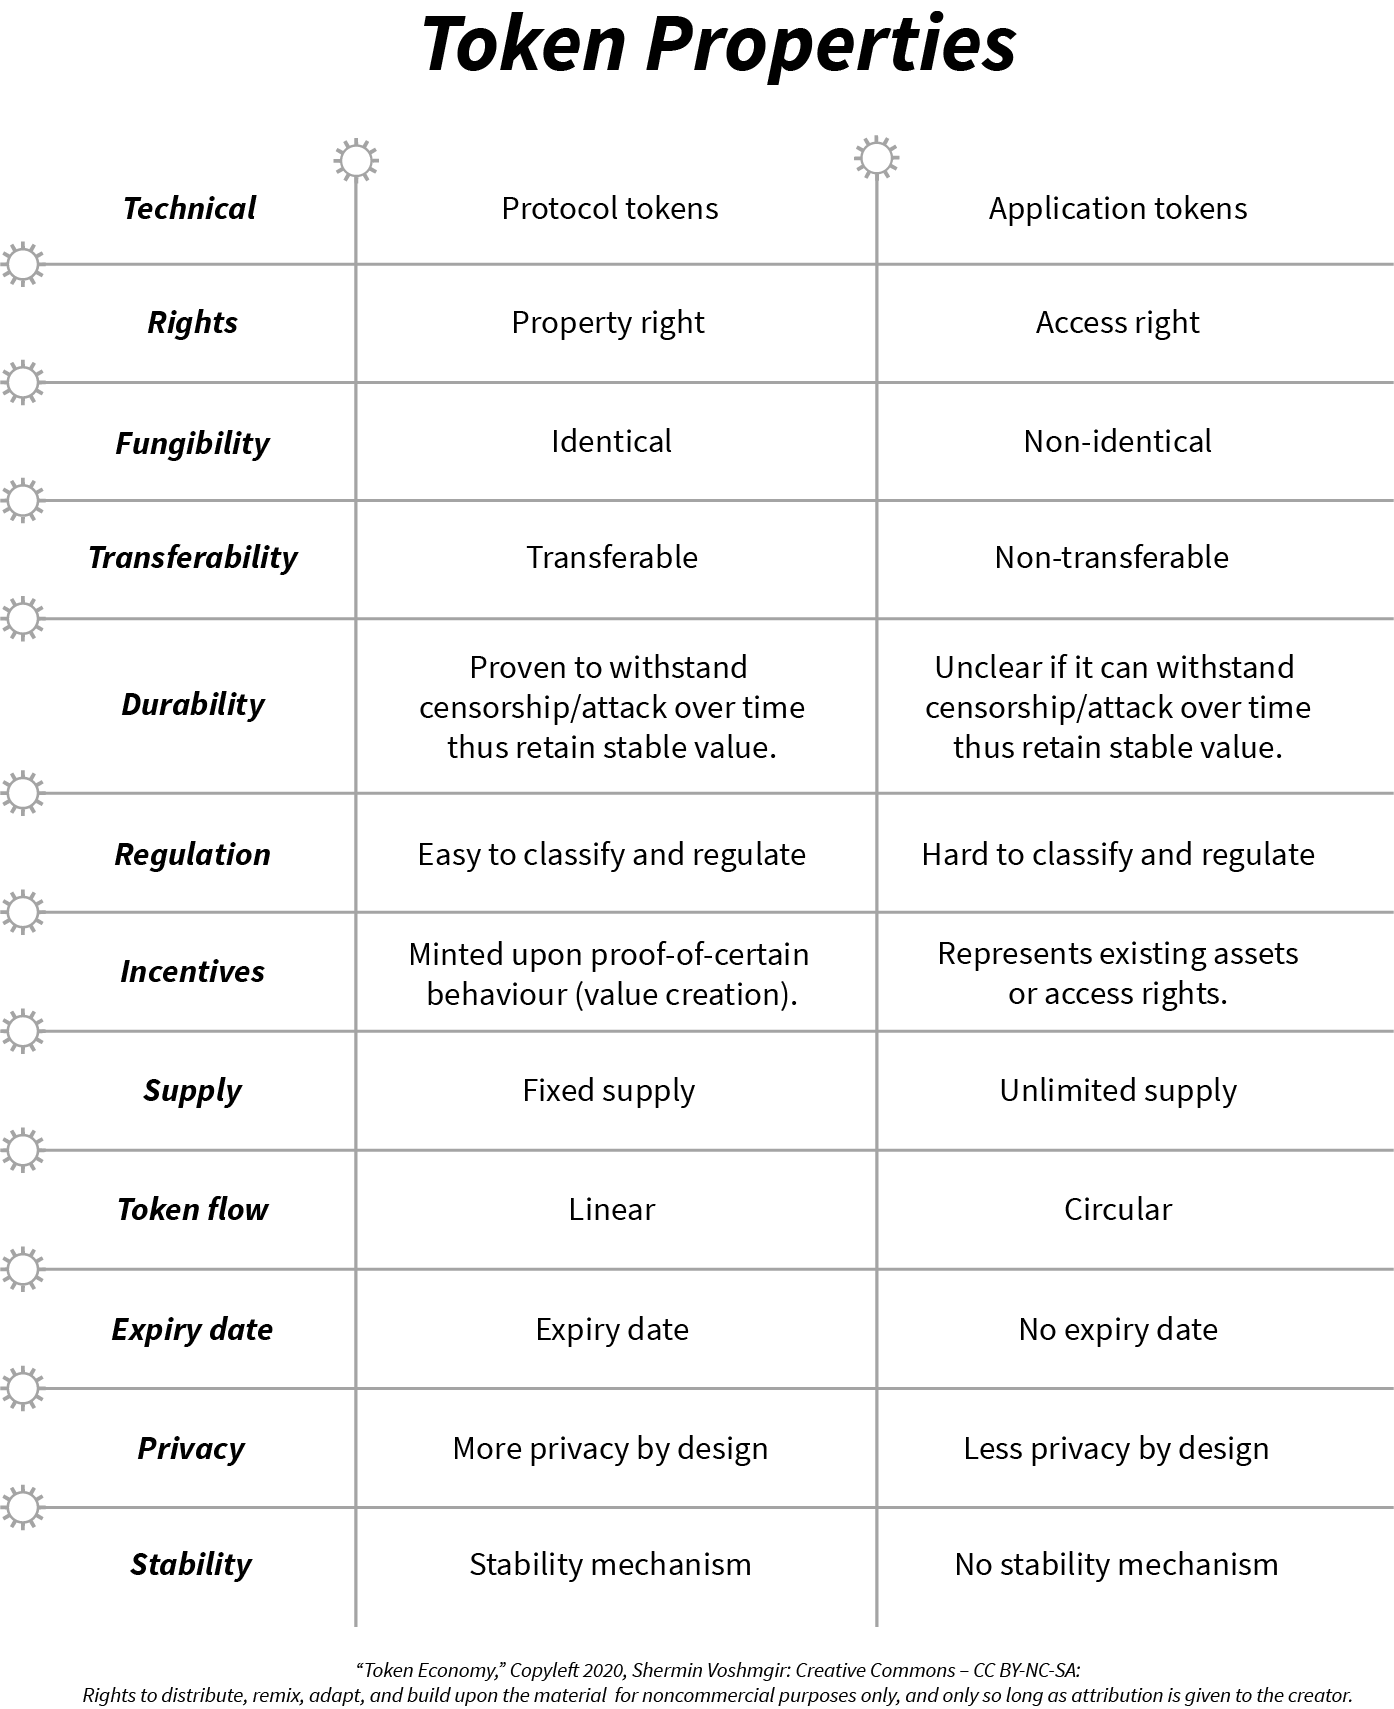 Token Properties
Technical
Protocol tokens
Application tokens
Rights
Property right
Access right
Fungibility
Identical
Non-identical
Transferability
Transferable
Non-transferable
Durability
Proven to withstand
censorship/attack over time
thus retain stable value.
Unclear if it can withstand
censorship/attack over time
thus retain stable value.
Regulation
Easy to classify and regulate
Hard to classify and regulate
Incentives
Minted upon proof-of-certain
behaviour (value creation).
Represents existing assets
or access rights.
Supply
Fixed supply
Unlimited supply
Token flow
Linear
Circular
Expiry date
Expiry date
No expiry date
Privacy
More privacy by design
Less privacy by design
Stability
Stability mechanism
No stability mechanism
“Token Economy,” Copyleft 2020, Shermin Voshmgir: Creative Commons – CC BY-NC-SA:
Rights to distribute, remix, adapt, and build upon the material for noncommercial purposes only, and only so long as attribution is given to the creator.